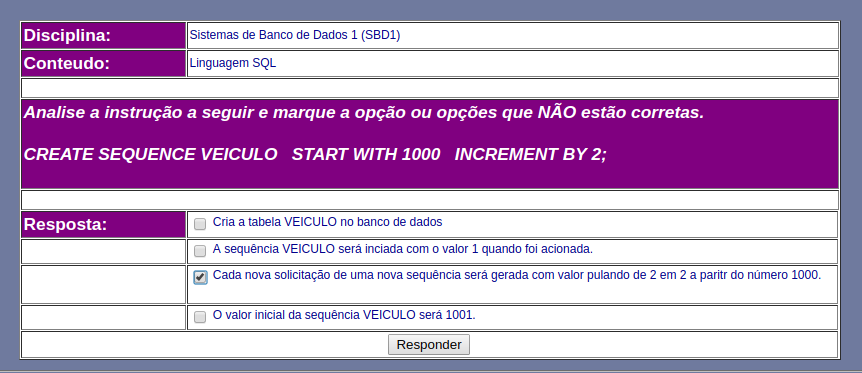 Disciplina: Sistemas de Banco de Dados 1 (SBD1)
Conteudo: Linguagem SQL
Analise a instrução a seguir e marque a opção ou opções que NÃO estão corretas.
CREATE SEQUENCE VEICULO START WITH 1000 INCREMENT BY 2;
Resposta: Cria a tabela VEICULO no banco de dados
A sequência VEICULO será inciada com o valor 1 quando foi acionada.
Cada nova solicitação de uma nova sequência será gerada com valor pulando de 2 em 2 a paritr do número 1000.
O valor inicial da sequência VEICULO será 1001.
Responder